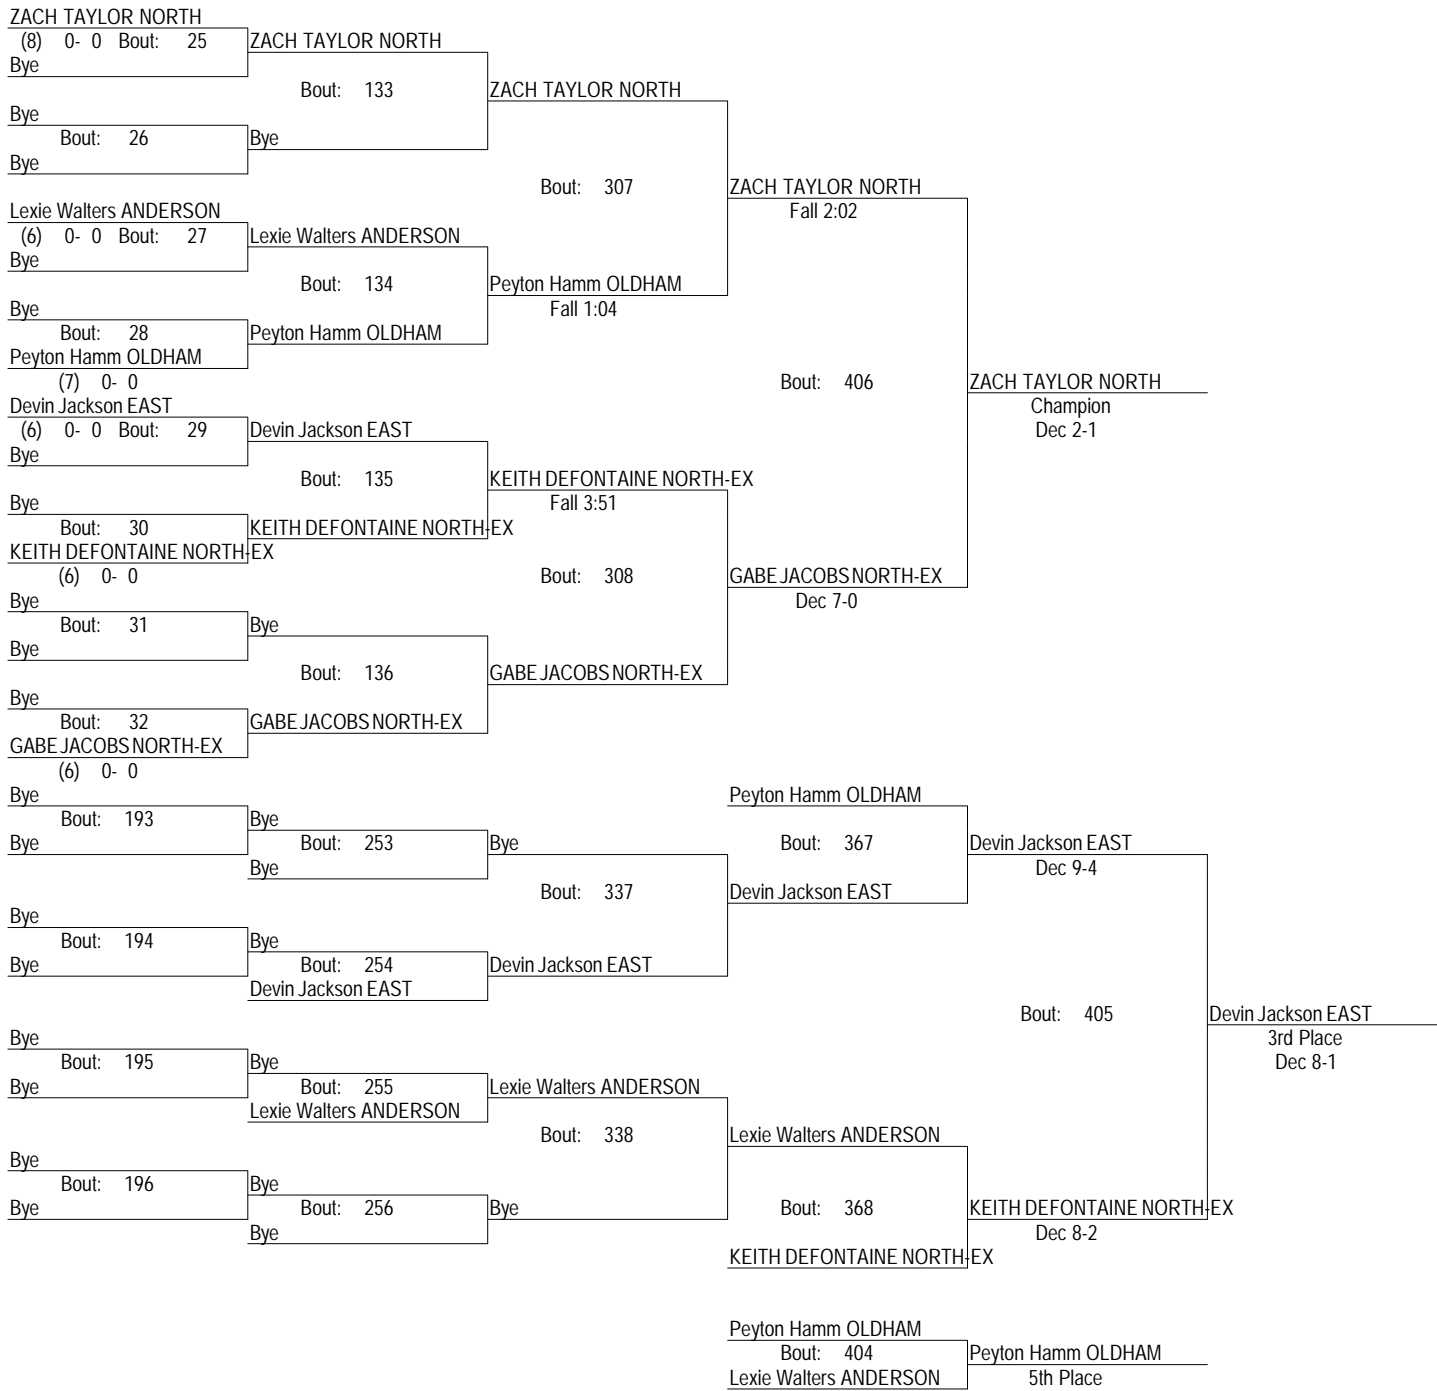 ZACH TAYLOR NORTH
(8) 0- 0 Bout: 25 ZACH TAYLOR NORTH
Bye
Bout: 133 ZACH TAYLOR NORTH
Bye
Bout: 26 Bye
Bye
Bout: 307 ZACH TAYLOR NORTH
Fall 2:02
Lexie Walters ANDERSON
(6) 0- 0 Bout: 27 Lexie Walters ANDERSON
Bye
Bout: 134 Peyton Hamm OLDHAM
Bye Fall 1:04
Bout: 28 Peyton Hamm OLDHAM
Peyton Hamm OLDHAM
(7) 0- 0 Bout: 406 ZACH TAYLOR NORTH
Devin Jackson EAST Champion
(6) 0- 0 Bout: 29 Devin Jackson EAST Dec 2-1
Bye
Bout: 135 KEITH DEFONTAINE NORTH-EX
Bye Fall 3:51
Bout: 30 KEITH DEFONTAINE NORTH-EX
KEITH DEFONTAINE NORTH-EX
(6) 0- 0 Bout: 308 GABE JACOBS NORTH-EX
Bye Dec 7-0
Bout: 31 Bye
Bye
Bout: 136 GABE JACOBS NORTH-EX
Bye
Bout: 32 GABE JACOBS NORTH-EX
GABE JACOBS NORTH-EX
(6) 0- 0
Bye Peyton Hamm OLDHAM
Bout: 193 Bye
Bye Bout: 253 Bye Bout: 367 Devin Jackson EAST
Bye Dec 9-4
Bout: 337 Devin Jackson EAST
Bye
Bout: 194 Bye
Bye Bout: 254 Devin Jackson EAST
Devin Jackson EAST
Bout: 405 Devin Jackson EAST
Bye 3rd Place
Bout: 195 Bye Dec 8-1
Bye Bout: 255 Lexie Walters ANDERSON
Lexie Walters ANDERSON
Bout: 338 Lexie Walters ANDERSON
Bye
Bout: 196 Bye
Bye Bout: 256 Bye Bout: 368 KEITH DEFONTAINE NORTH-EX
Bye Dec 8-2
KEITH DEFONTAINE NORTH-EX
Peyton Hamm OLDHAM
Bout: 404 Peyton Hamm OLDHAM
Lexie Walters ANDERSON 5th Place